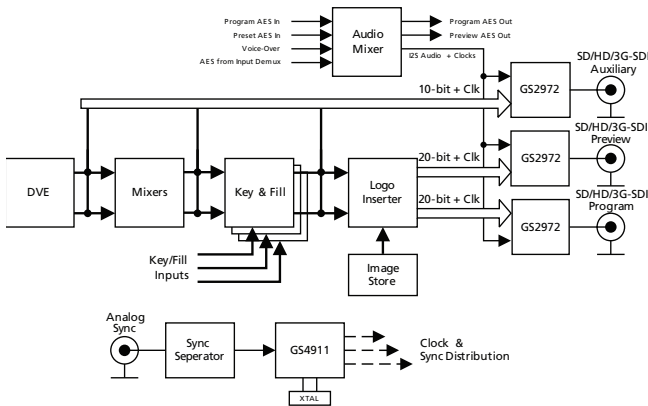 Program AES In
Preset AES In
Voice-Over
AES from Input Demux
Audio
Mixer
Program AES Out
Preview AES Out
I2S Audio + Clocks
10-bit + Clk
GS2972
SD/HD/3G-SDI
Auxiliary
DVE
Mixers
Key & Fill
Logo
Inserter
20-bit + Clk
GS2972
SD/HD/3G-SDI
Preview
20-bit + Clk
GS2972
SD/HD/3G-SDI
Program
Key/Fill
Inputs
Image
Store
Analog
Sync
Sync
Seperator
GS4911
XTAL
Clock &
Sync Distribution